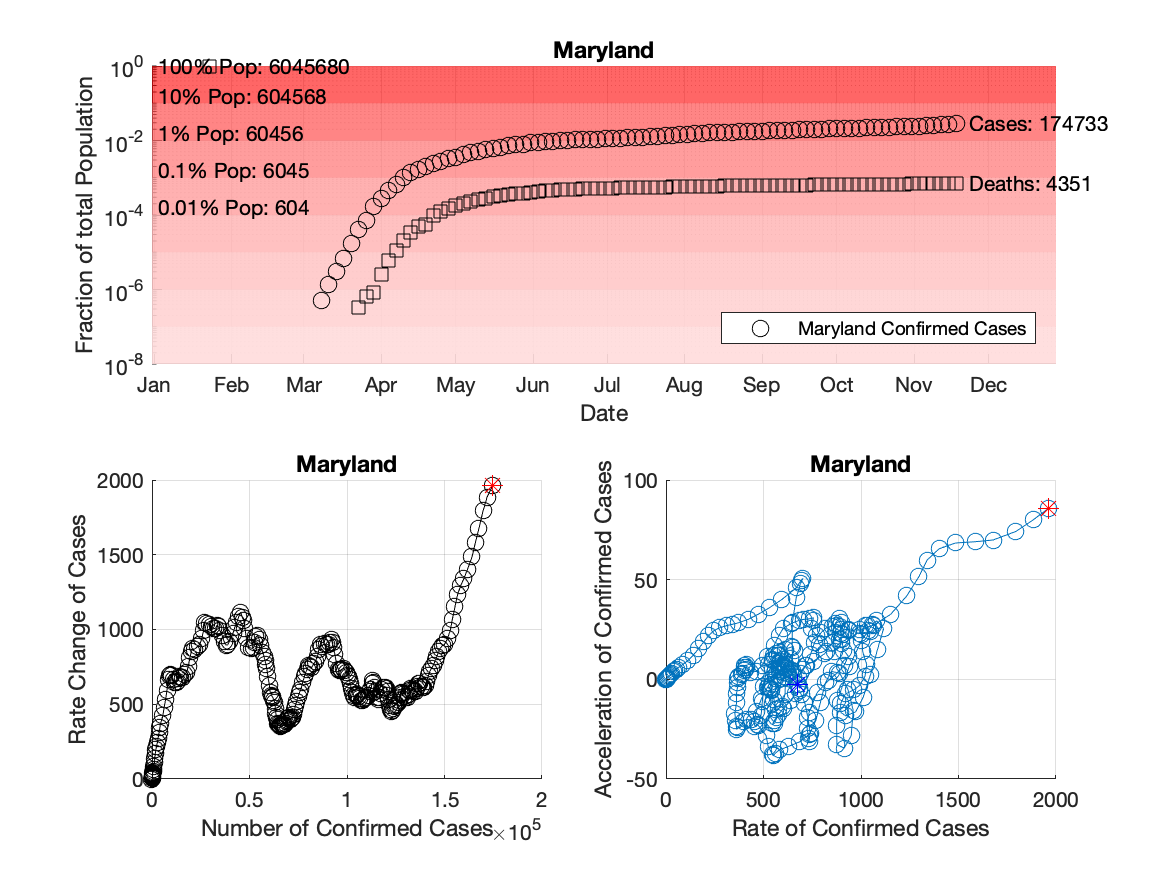 Maryland
Fraction of total Population
10^0
10^-2
10^-4
10^-6
10^-8
100% Pop: 6045680
10% Pop: 604568
1% Pop: 60456
0.1% Pop: 6045
0.01% Pop: 604
Cases: 174733
Deaths: 4351
Maryland Confirmed Cases
Jan Feb Mar Apr May Jun Jul Aug Sep Oct Nov Dec
Date
Maryland
Rate Change of Cases
2000
1500
1000
500
0
0 0.5 1 1.5 2
Number of Confirmed Cases ×10^5
Maryland
Acceleration of Confirmed Cases
100
50
0
-50
0 500 1000 1500 2000
Rate of Confirmed Cases